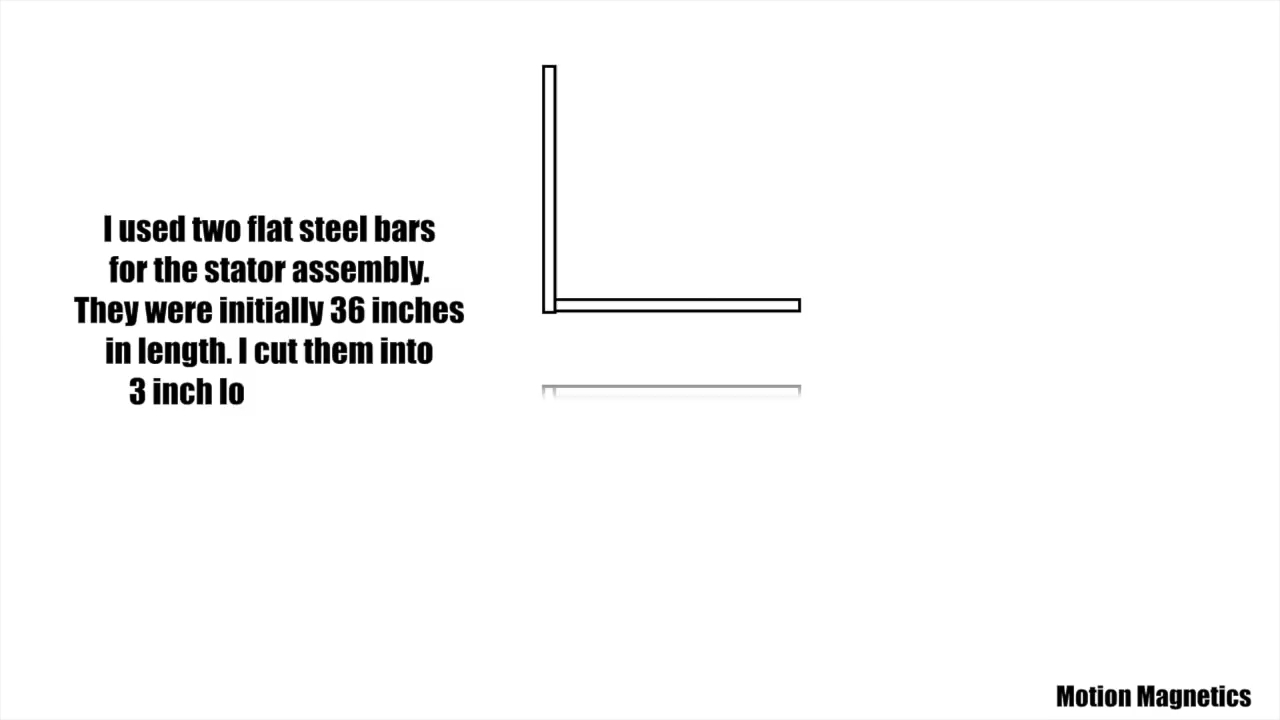 I used two flat steel bars
for the stator assembly.
They were initially 36 inches
in length. I cut them into
3 inch lo
Motion Magnetics